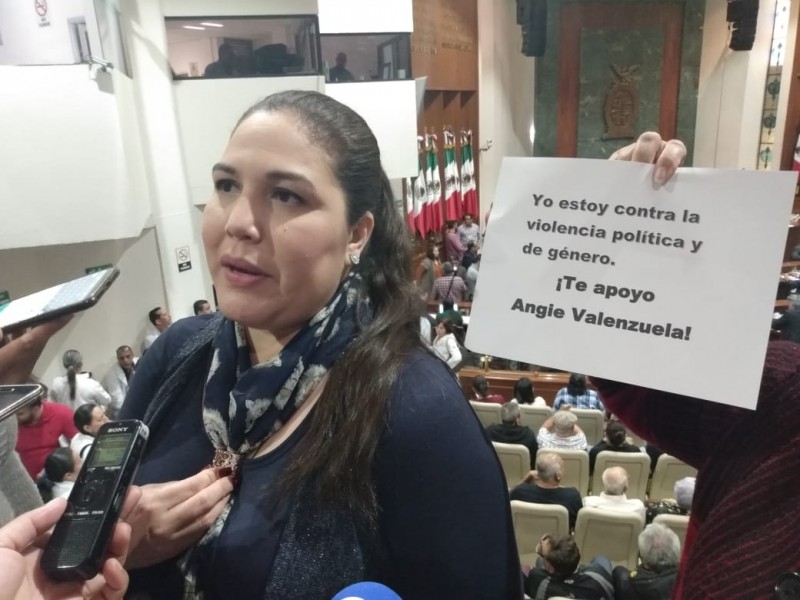 Yo estoy contra la
violencia política y
de género.
¡Te apoyo
Angie Valenzuela!
SONY